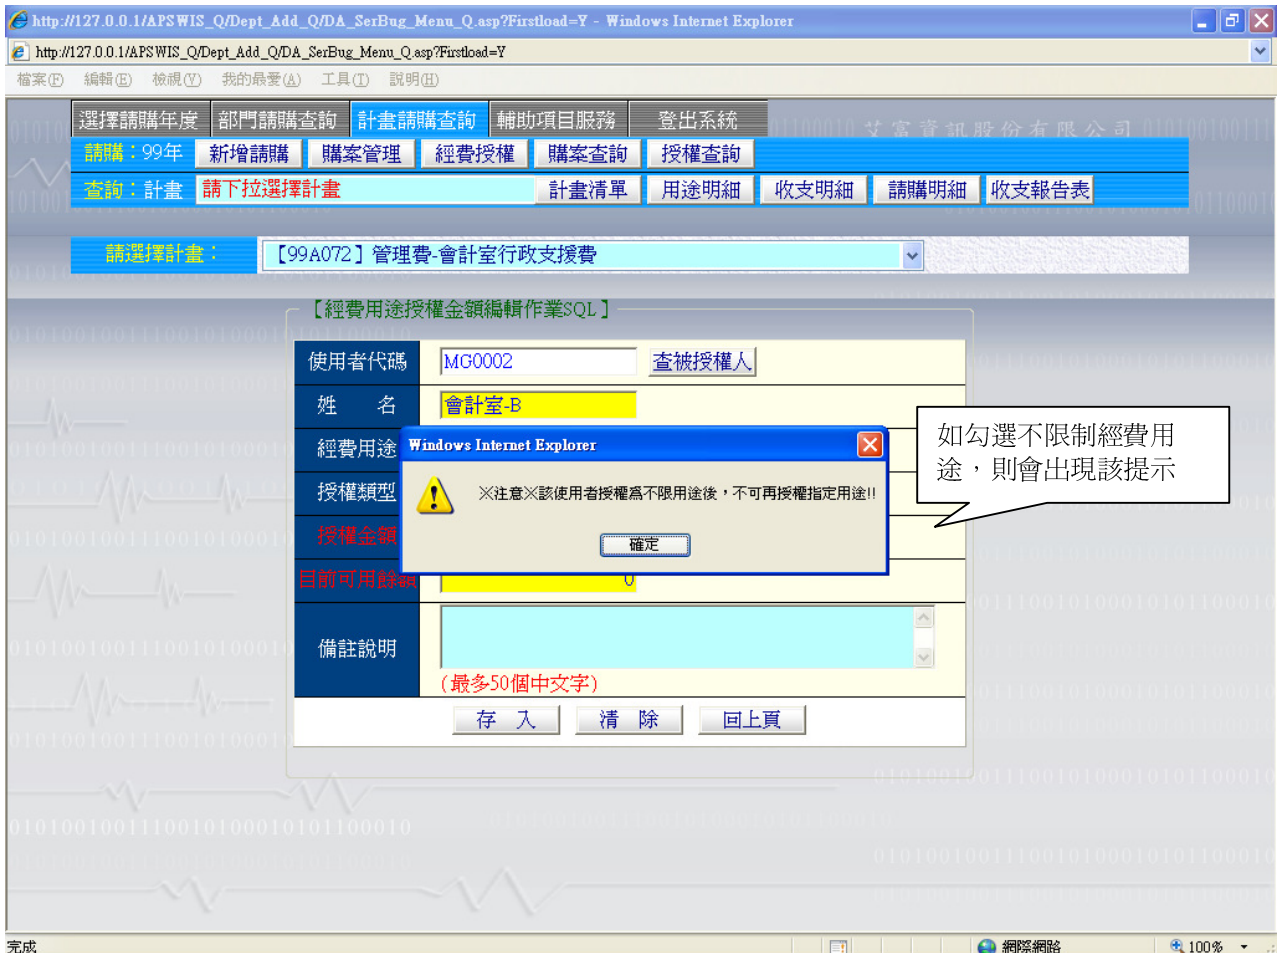 http://127.0.0.1/APSWIS_Q/Dept_Add_Q/DA_SerBug_Menu_Q.asp?Firstload=Y - Windows Internet Explorer
http://127.0.0.1/APSWIS_Q/Dept_Add_Q/DA_SerBug_Menu_Q.asp?Firstload=Y
檔案(F) 編輯(E) 檢視(V) 我的最愛(A) 工具(T) 說明(H)
選擇請購年度 部門請購查詢 計畫請購查詢 輔助項目服務 登出系統
艾富資訊股份有限公司
請購：99年 新增請購 購案管理 經費授權 購案查詢 授權查詢
查詢：計畫 請下拉選擇計畫 計畫清單 用途明細 收支明細 請購明細 收支報告表
請選擇計畫： 【99A072】管理費-會計室行政支援費
【經費用途授權金額編輯作業SQL】
使用者代碼 MG0002 查被授權人
姓 名 會計室-B
經費用途
授權類型
授權金額
目前可用餘額 0
Windows Internet Explorer
※注意※該使用者授權為不限用途後，不可再授權指定用途!!
確定
如勾選不限制經費用
途，則會出現該提示
備註說明
(最多50個中文字)
存 入 清 除 回上頁
完成 網際網路 100%